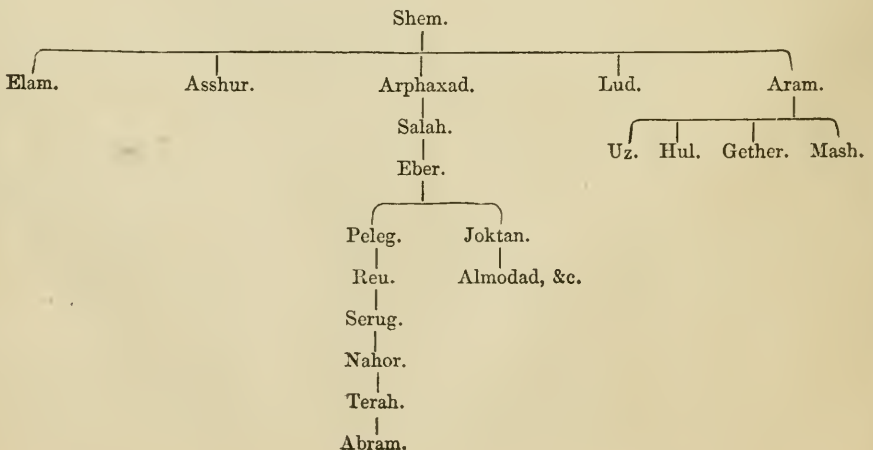 Shem.
Elam. Asshur. Arphaxad. Lud. Aram.
Salah.
Uz. Hul. Gether. Mash.
Eber.
Peleg. Joktan.
Reu. Almodad, &c.
Serug.
Nahor.
Terah.
Abram.